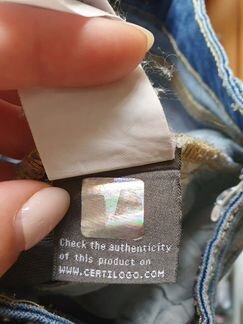 Check the authenticity
of this product on
WWW.CERTILOGO.COM